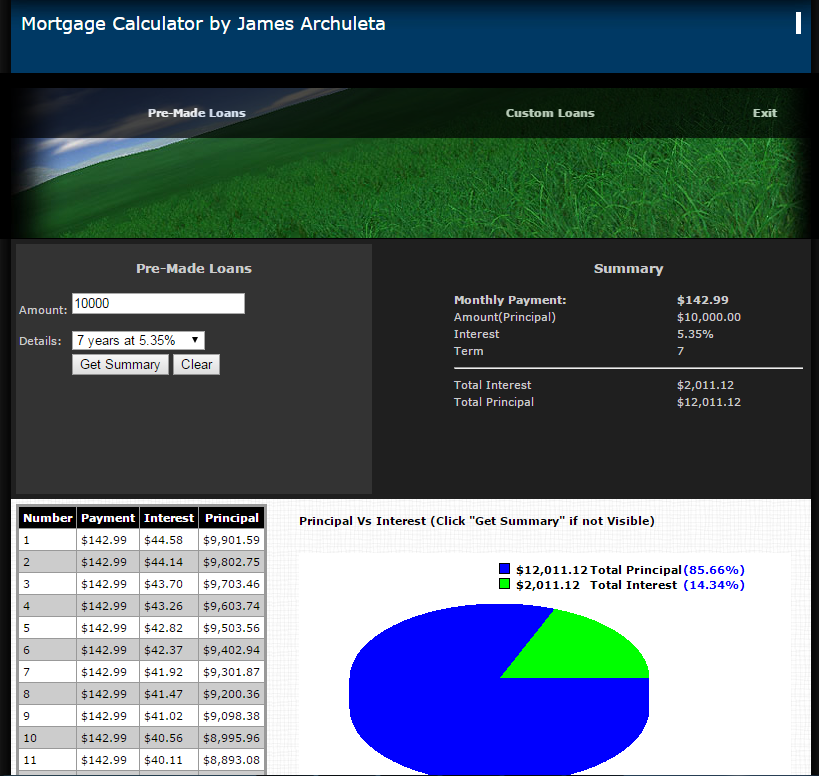 Mortgage Calculator by James Archuleta
Pre-Made Loans Custom Loans Exit
Pre-Made Loans
Amount: 10000
Details: 7 years at 5.35%
Get Summary Clear
Summary
Monthly Payment: $142.99
Amount(Principal) $10,000.00
Interest 5.35%
Term 7
Total Interest $2,011.12
Total Principal $12,011.12
Number Payment Interest Principal
1 $142.99 $44.58 $9,901.59
2 $142.99 $44.14 $9,802.75
3 $142.99 $43.70 $9,703.46
4 $142.99 $43.26 $9,603.74
5 $142.99 $42.82 $9,503.56
6 $142.99 $42.37 $9,402.94
7 $142.99 $41.92 $9,301.87
8 $142.99 $41.47 $9,200.36
9 $142.99 $41.02 $9,098.38
10 $142.99 $40.56 $8,995.96
11 $142.99 $40.11 $8,893.08
Principal Vs Interest (Click "Get Summary" if not Visible)
$12,011.12 Total Principal (85.66%)
$2,011.12 Total Interest (14.34%)